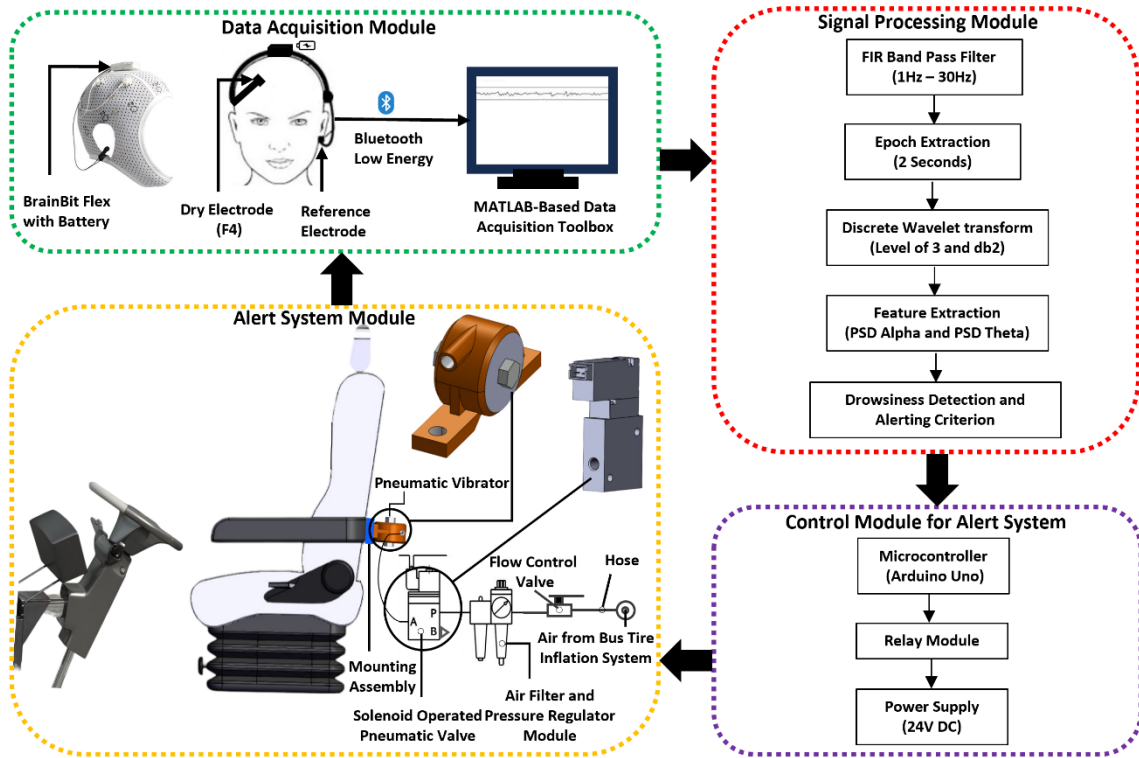 Data Acquisition Module
BrainBit Flex
with Battery
Dry Electrode
(F4)
Reference
Electrode
Bluetooth
Low Energy
MATLAB-Based Data
Acquisition Toolbox
Signal Processing Module
FIR Band Pass Filter
(1Hz – 30Hz)
Epoch Extraction
(2 Seconds)
Discrete Wavelet transform
(Level of 3 and db2)
Feature Extraction
(PSD Alpha and PSD Theta)
Drowsiness Detection and
Alerting Criterion
Alert System Module
Pneumatic Vibrator
Flow Control
Valve
Hose
A
P
B
Air from Bus Tire
Inflation System
Mounting
Assembly
Solenoid Operated
Pneumatic Valve
Air Filter and
Pressure Regulator
Module
Control Module for Alert System
Microcontroller
(Arduino Uno)
Relay Module
Power Supply
(24V DC)